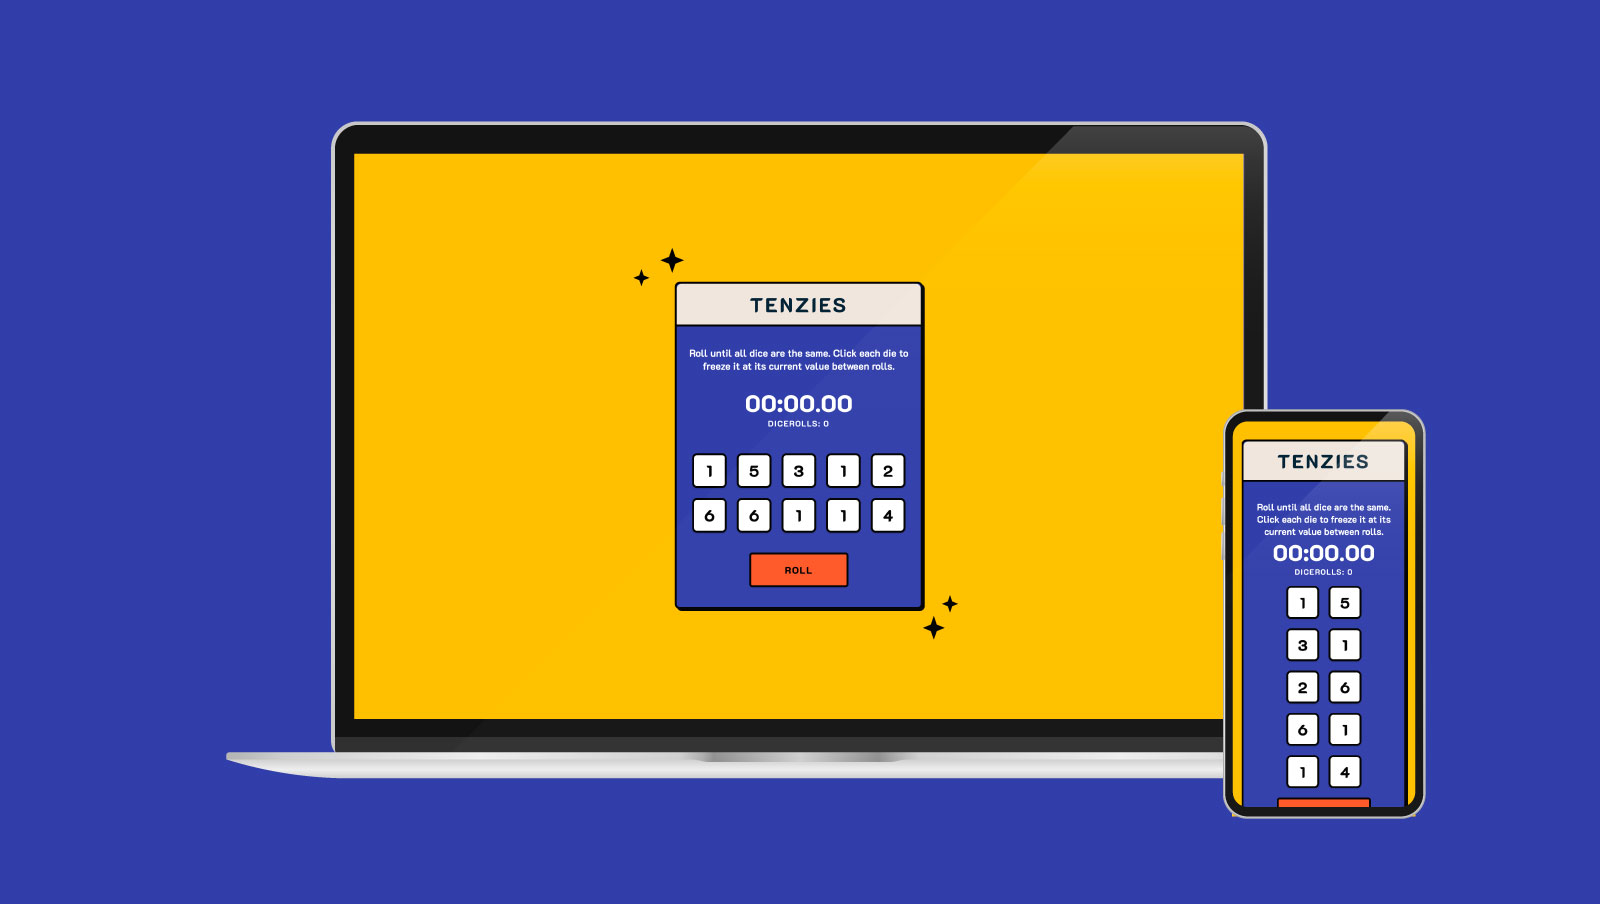 TENZIES
Roll until all dice are the same. Click each die to
freeze it at its current value between rolls.
00:00.00
DICEROLLS: 0
1 5 3 1 2
6 6 1 1 4
ROLL
TENZIES
Roll until all dice are the same.
Click each die to freeze it at its
current value between rolls.
00:00.00
DICEROLLS: 0
1 5
3 1
2 6
6 1
1 4